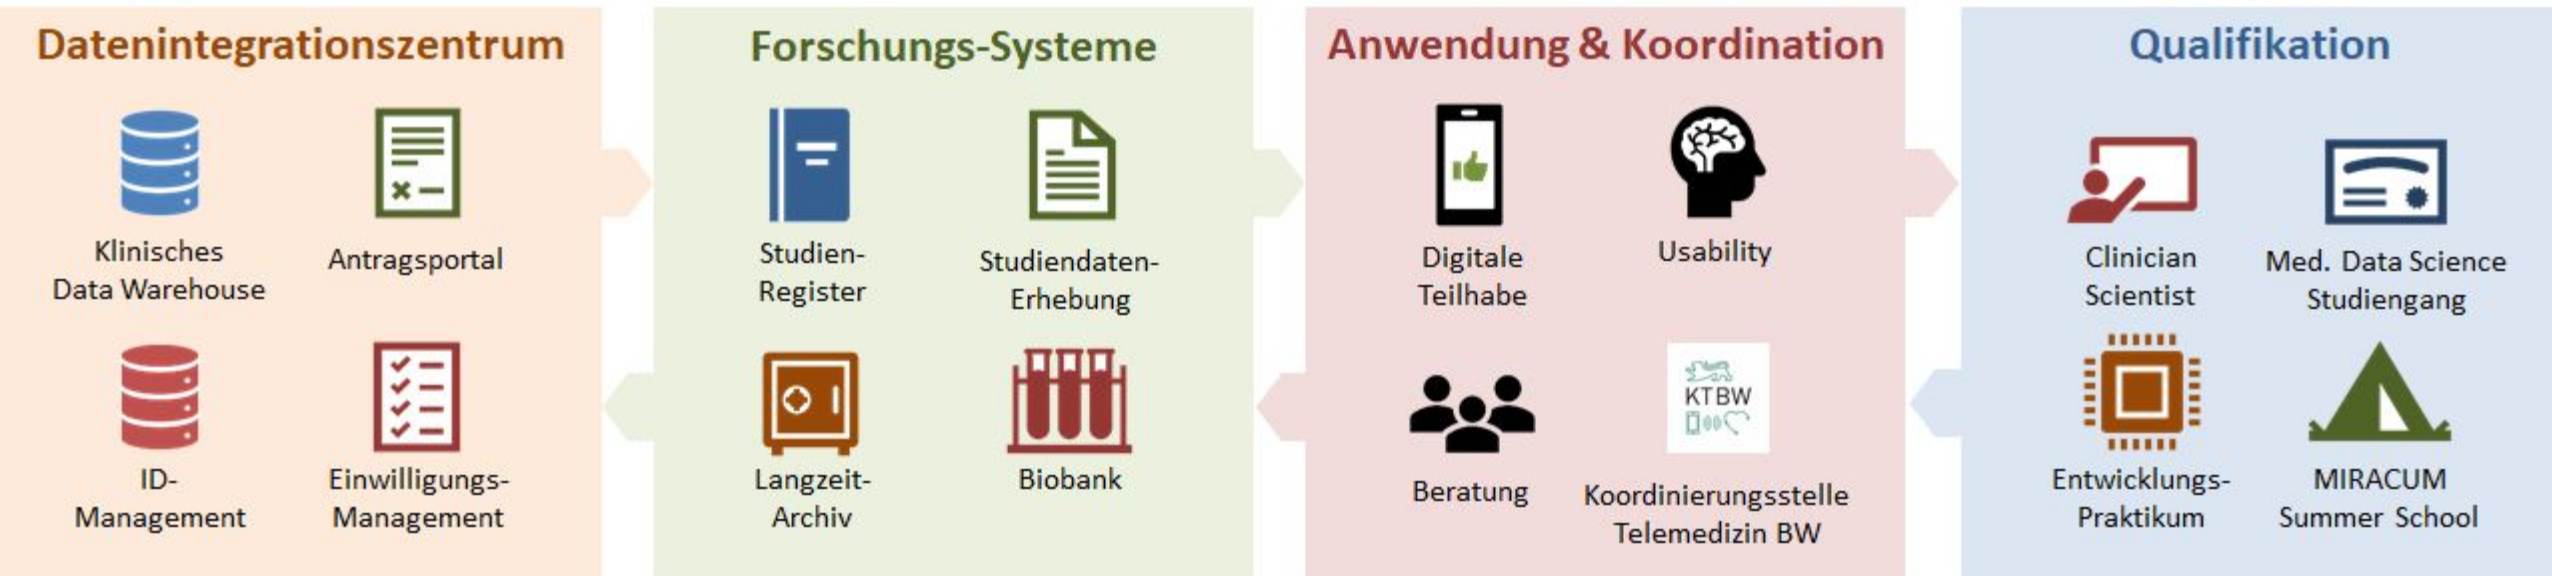 Datenintegrationszentrum
Klinisches
Data Warehouse
Antragsportal
ID-
Management
Einwilligungs-
Management
Forschungs-Systeme
Studien-
Register
Studiendaten-
Erhebung
Langzeit-
Archiv
Biobank
Anwendung & Koordination
Digitale
Teilhabe
Usability
Beratung
KTBW
Koordinierungsstelle
Telemedizin BW
Qualifikation
Clinician
Scientist
Med. Data Science
Studiengang
Entwicklungs-
Praktikum
MIRACUM
Summer School